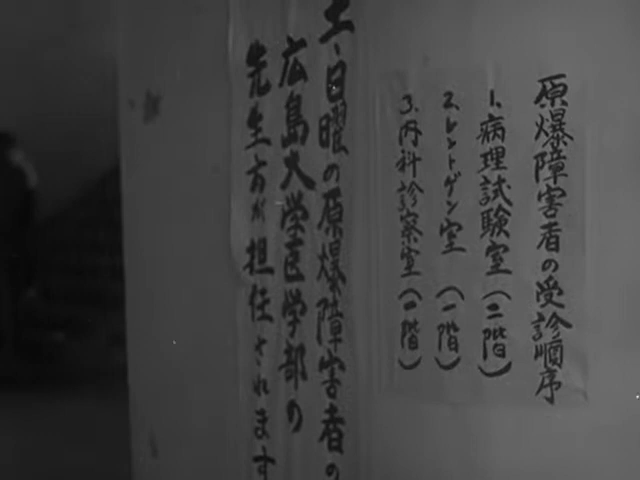 原爆障害者の受診順序
1.病理試験室(二階)
2.レントゲン室(一階)
3.内科診察室(一階)
土、日曜の原爆障害者の
広島大学医学部の
先生方が担任されます